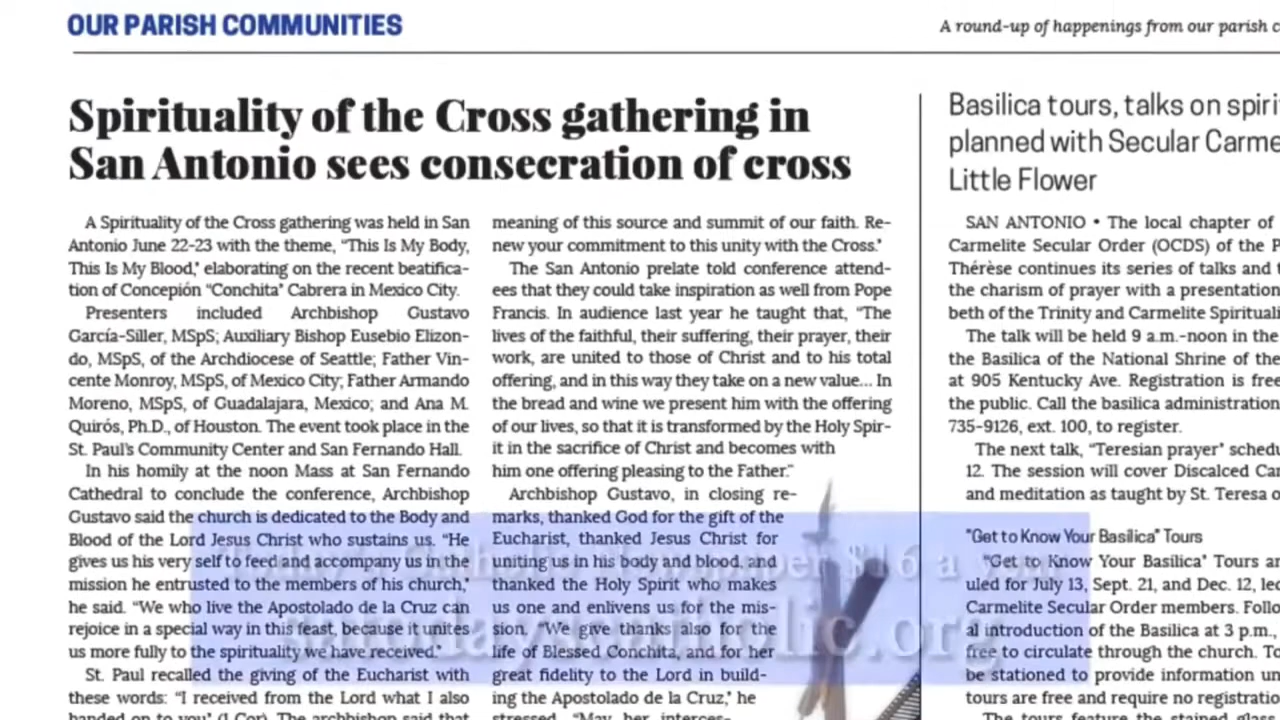 OUR PARISH COMMUNITIES
A round-up of happenings from our parish
Spirituality of the Cross gathering in
San Antonio sees consecration of cross
A Spirituality of the Cross gathering was held in San
Antonio June 22-23 with the theme, “This Is My Body,
This Is My Blood,” elaborating on the recent beatifica-
tion of Concepión “Conchita” Cabrera in Mexico City.
Presenters included Archbishop Gustavo
García-Siller, MSpS; Auxiliary Bishop Eusebio Elizon-
do, MSpS, of the Archdiocese of Seattle; Father Vin-
cente Monroy, MSpS, of Mexico City; Father Armando
Moreno, MSpS, of Guadalajara, Mexico; and Ana M.
Quirós, Ph.D., of Houston. The event took place in the
St. Paul’s Community Center and San Fernando Hall.
In his homily at the noon Mass at San Fernando
Cathedral to conclude the conference, Archbishop
Gustavo said the church is dedicated to the Body and
Blood of the Lord Jesus Christ who sustains us. “He
gives us his very self to feed and accompany us in the
mission he entrusted to the members of his church,”
he said. “We who live the Apostolado de la Cruz can
rejoice in a special way in this feast, because it unites
us more fully to the spirituality we have received.”
St. Paul recalled the giving of the Eucharist with
these words: “I received from the Lord what I also
handed on to you” (1 Cor). The archbishop said that
meaning of this source and summit of our faith. Re-
new your commitment to this unity with the Cross.”
The San Antonio prelate told conference attend-
ees that they could take inspiration as well from Pope
Francis. In audience last year he taught that, “The
lives of the faithful, their suffering, their prayer, their
work, are united to those of Christ and to his total
offering, and in this way they take on a new value... In
the bread and wine we present him with the offering
of our lives, so that it is transformed by the Holy Spir-
it in the sacrifice of Christ and becomes with
him one offering pleasing to the Father.”
Archbishop Gustavo, in closing re-
marks, thanked God for the gift of the
Eucharist, thanked Jesus Christ for
uniting us in his body and blood, and
thanked the Holy Spirit who makes
us one and enlivens us for the mis-
sion. “We give thanks also for the
life of Blessed Conchita, and for her
great fidelity to the Lord in build-
ing the Apostolado de la Cruz,” he
stressed. “May her interces-
Basilica tours, talks on
planned with Secular
Little Flower
SAN ANTONIO • The local chapter of
Carmelite Secular Order (OCDS) of the
Thérèse continues its series of talks and
the charism of prayer with a presentation
beth of the Trinity and Carmelite
The talk will be held 9 a.m.-noon in the
the Basilica of the National Shrine of the
at 905 Kentucky Ave. Registration is free
the public. Call the basilica administration
735-9126, ext. 100, to register.
The next talk, “Teresian prayer”
12. The session will cover Discalced
and meditation as taught by St. Teresa
“Get to Know Your Basilica” Tours
“Get to Know Your Basilica” Tours
uled for July 13, Sept. 21, and Dec. 12,
Carmelite Secular Order members.
al introduction of the Basilica at 3 p.m.,
free to circulate through the church.
be stationed to provide information
tours are free and require no
The tours feature the stained glass
$16 a